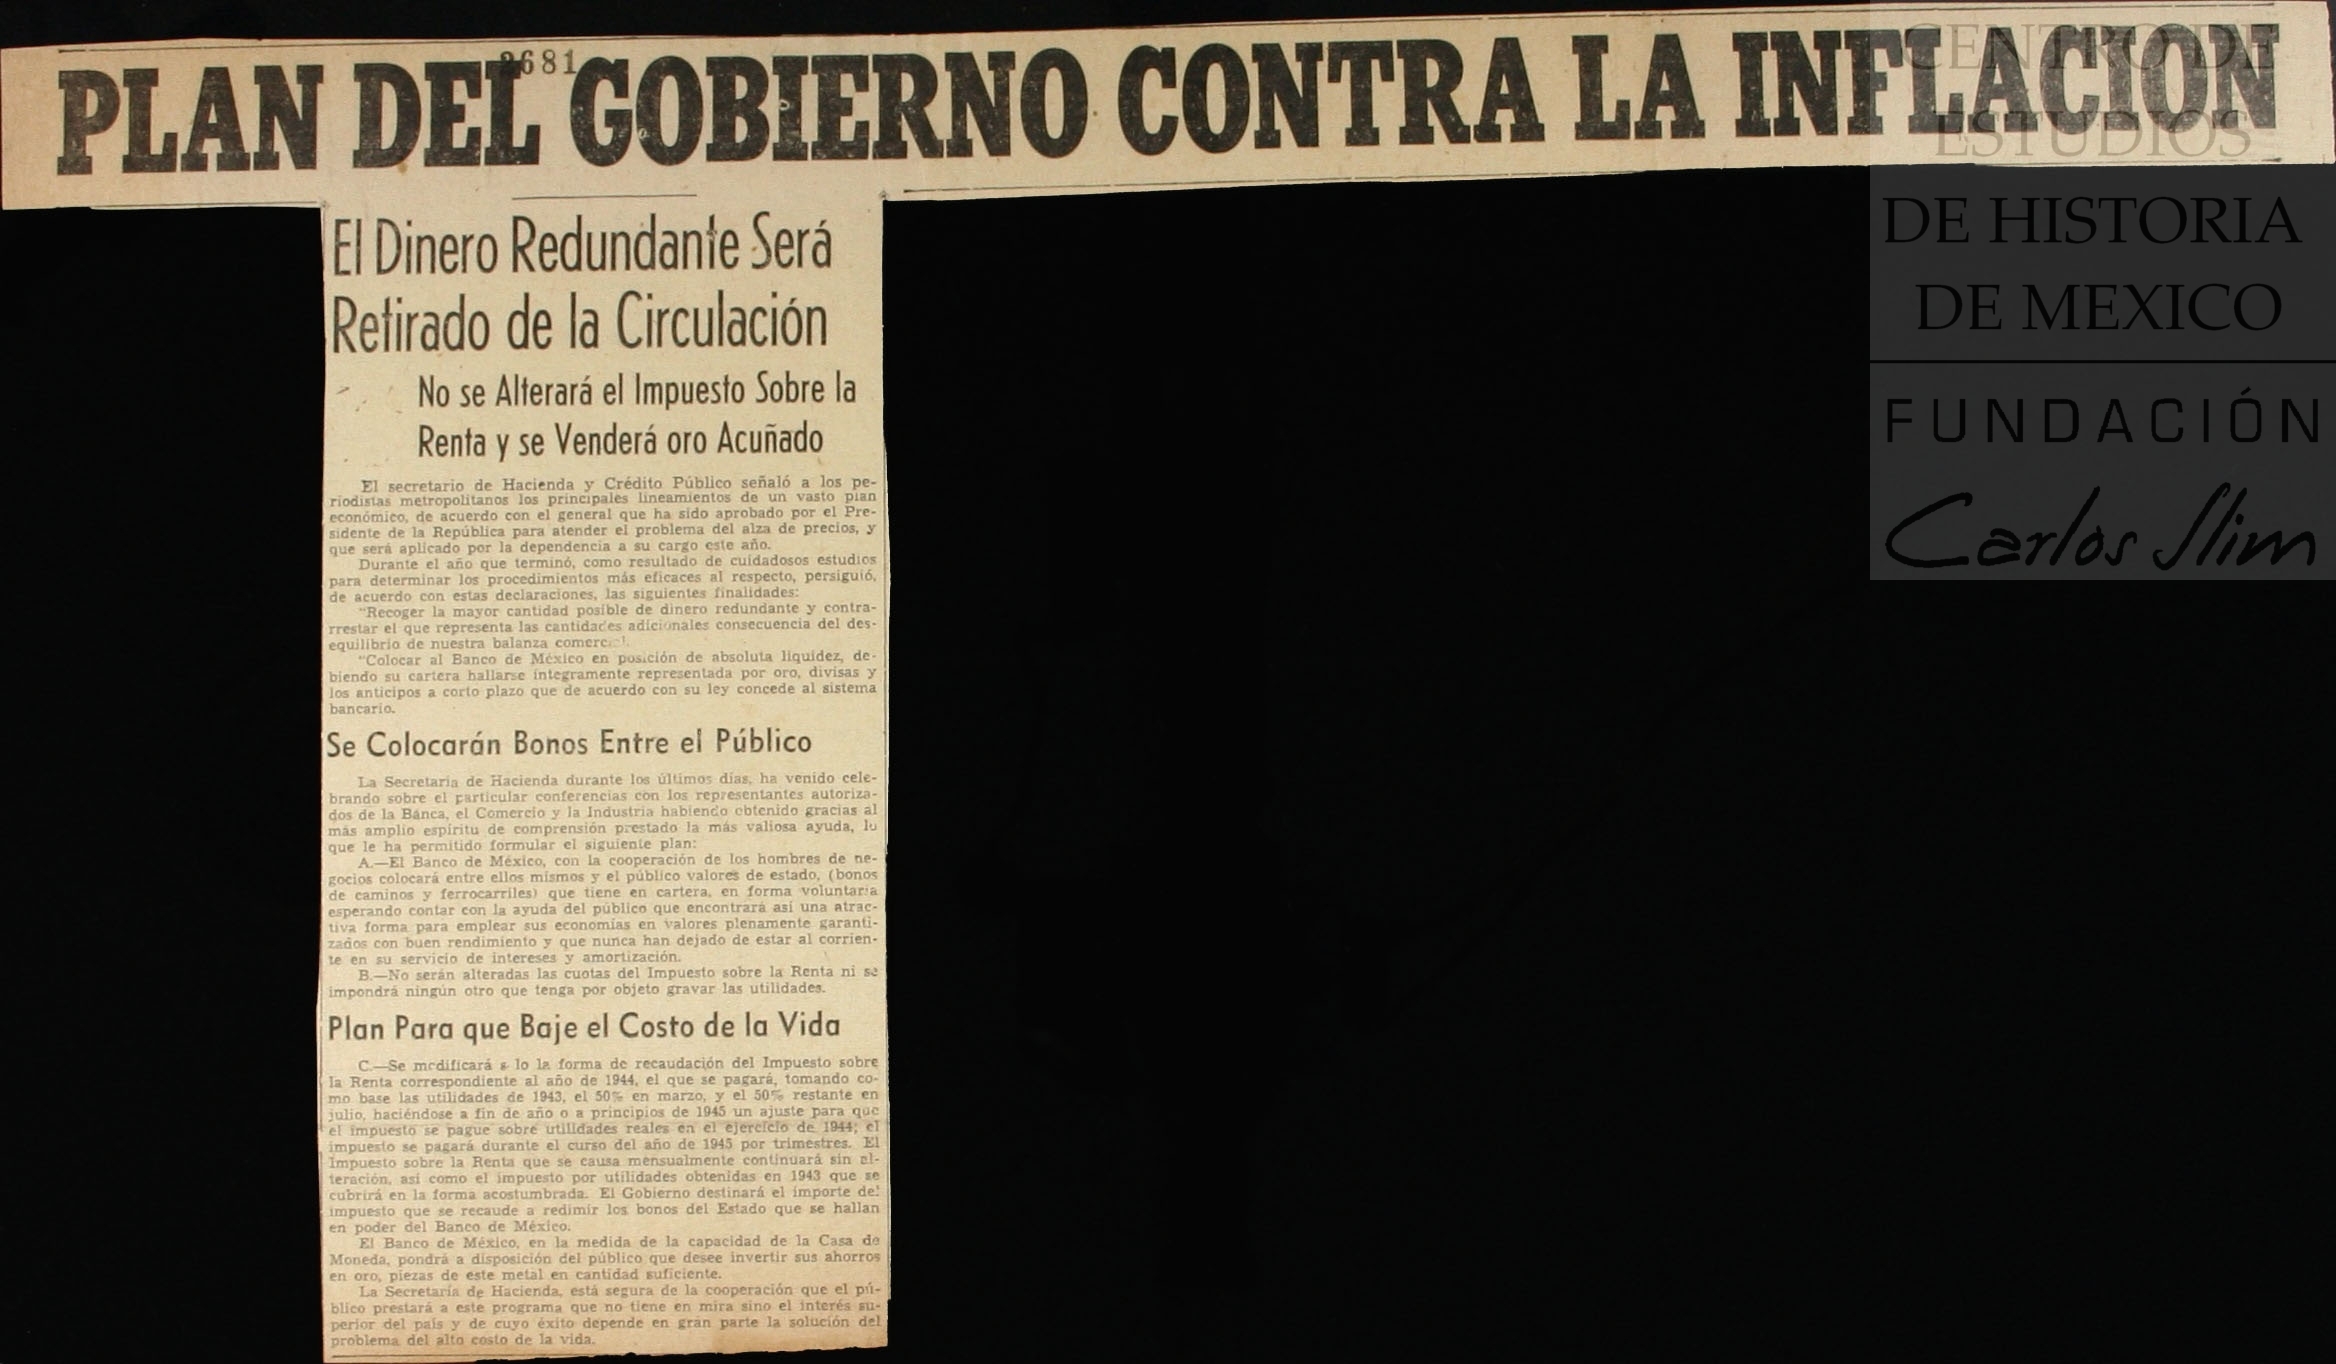 PLAN DEL GOBIERNO CONTRA LA INFLACION
2681
CENTRO DE
ESTUDIOS
DE HISTORIA
DE MEXICO
FUNDACIÓN
Carlos Slim
El Dinero Redundante Será
Retirado de la Circulación
No se Alterará el Impuesto Sobre la
Renta y se Venderá oro Acuñado
El secretario de Hacienda y Crédito Público señaló a los pe-
riodistas metropolitanos los principales lineamientos de un vasto plan
económico, de acuerdo con el general que ha sido aprobado por el Pre-
sidente de la República para atender el problema del alza de precios, y
que será aplicado por la dependencia a su cargo este año.
Durante el año que terminó, como resultado de cuidadosos estudios
para determinar los procedimientos más eficaces al respecto, persiguió,
de acuerdo con estas declaraciones, las siguientes finalidades:
"Recoger la mayor cantidad posible de dinero redundante y contra-
rrestar el que representa las cantidades adicionales consecuencia del des-
equilibrio de nuestra balanza
"Colocar al Banco de México en posición de absoluta liquidez, de-
biendo su cartera hallarse íntegramente representada por oro, divisas y
los anticipos a corto plazo que de acuerdo con su ley concede al sistema
bancario.
Se Colocarán Bonos Entre el Público
La Secretaría de Hacienda durante los últimos días, ha venido cele-
brando sobre el particular conferencias con los representantes autoriza-
dos de la Banca, el Comercio y la Industria habiendo obtenido gracias al
más amplio espíritu de comprensión prestado la más valiosa ayuda, lo
que le ha permitido formular el siguiente plan:
A.—El Banco de México, con la cooperación de los hombres de ne-
gocios colocará entre ellos mismos y el público valores de estado, (bonos
de caminos y ferrocarriles) que tiene en cartera, en forma voluntaria
esperando contar con la ayuda del público que encontrará así una atrac-
tiva forma para emplear sus economías en valores plenamente garanti-
zados con buen rendimiento y que nunca han dejado de estar al corrien-
te en su servicio de intereses y amortización.
B.—No serán alteradas las cuotas del Impuesto sobre la Renta ni se
impondrá ningún otro que tenga por objeto gravar las utilidades.
Plan Para que Baje el Costo de la Vida
C.—Se modificará s lo la forma de recaudación del Impuesto sobre
la Renta correspondiente al año de 1944, el que se pagará, tomando co-
mo base las utilidades de 1943, el 50% en marzo, y el 50% restante en
julio, haciéndose a fin de año o a principios de 1945 un ajuste para que
el impuesto se pague sobre utilidades reales en el ejercicio de 1944; el
impuesto se pagará durante el curso del año de 1945 por trimestres. El
Impuesto sobre la Renta que se causa mensualmente continuará sin al-
teración, así como el impuesto por utilidades obtenidas en 1943 que se
cubrirá en la forma acostumbrada. El Gobierno destinará el importe del
impuesto que se recaude a redimir los bonos del Estado que se hallan
en poder del Banco de México.
El Banco de México, en la medida de la capacidad de la Casa de
Moneda, pondrá a disposición del público que desee invertir sus ahorros
en oro, piezas de este metal en cantidad suficiente.
La Secretaría de Hacienda, está segura de la cooperación que el pú-
blico prestará a este programa que no tiene en mira sino el interés su-
perior del país y de cuyo éxito depende en gran parte la solución del
problema del alto costo de la vida.